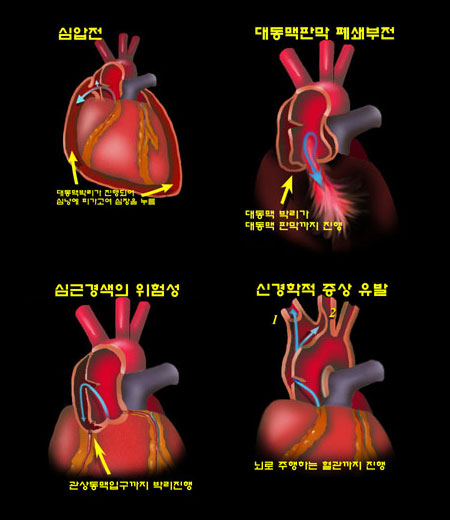 심압전
대동맥박리가 진행되어
심낭에 피가고여 심장을 누름
대동맥판막 폐쇄부전
대동맥 박리가
대동맥 판막까지 진행
심근경색의 위험성
관상동맥입구까지 박리진행
신경학적 증상 유발
1 2
뇌로 주행하는 혈관까지 진행